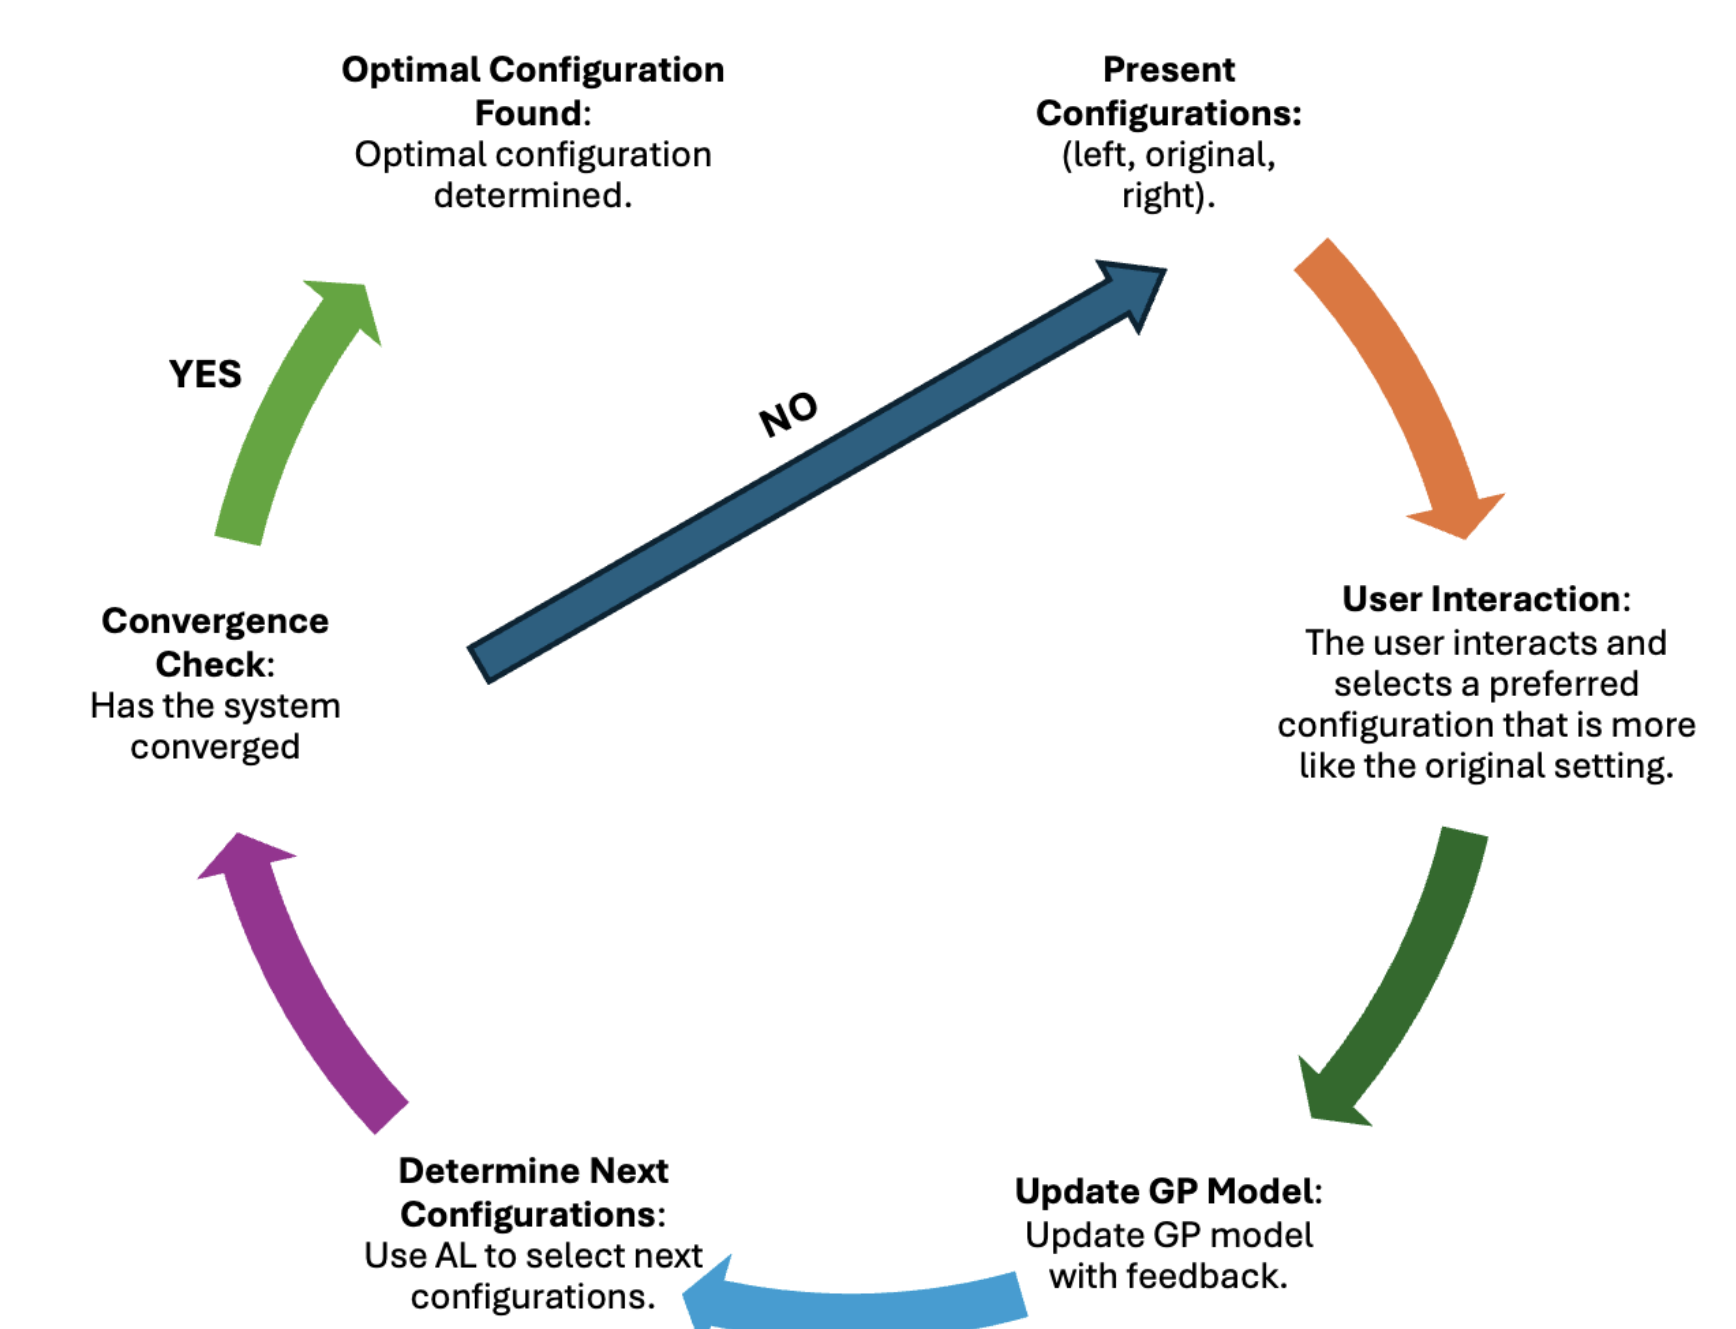 Optimal Configuration
Found:
Optimal configuration
determined.
Present
Configurations:
(left, original,
right).
YES
NO
User Interaction:
The user interacts and
selects a preferred
configuration that is more
like the original setting.
Convergence
Check:
Has the system
converged
Determine Next
Configurations:
Use AL to select next
configurations.
Update GP Model:
Update GP model
with feedback.